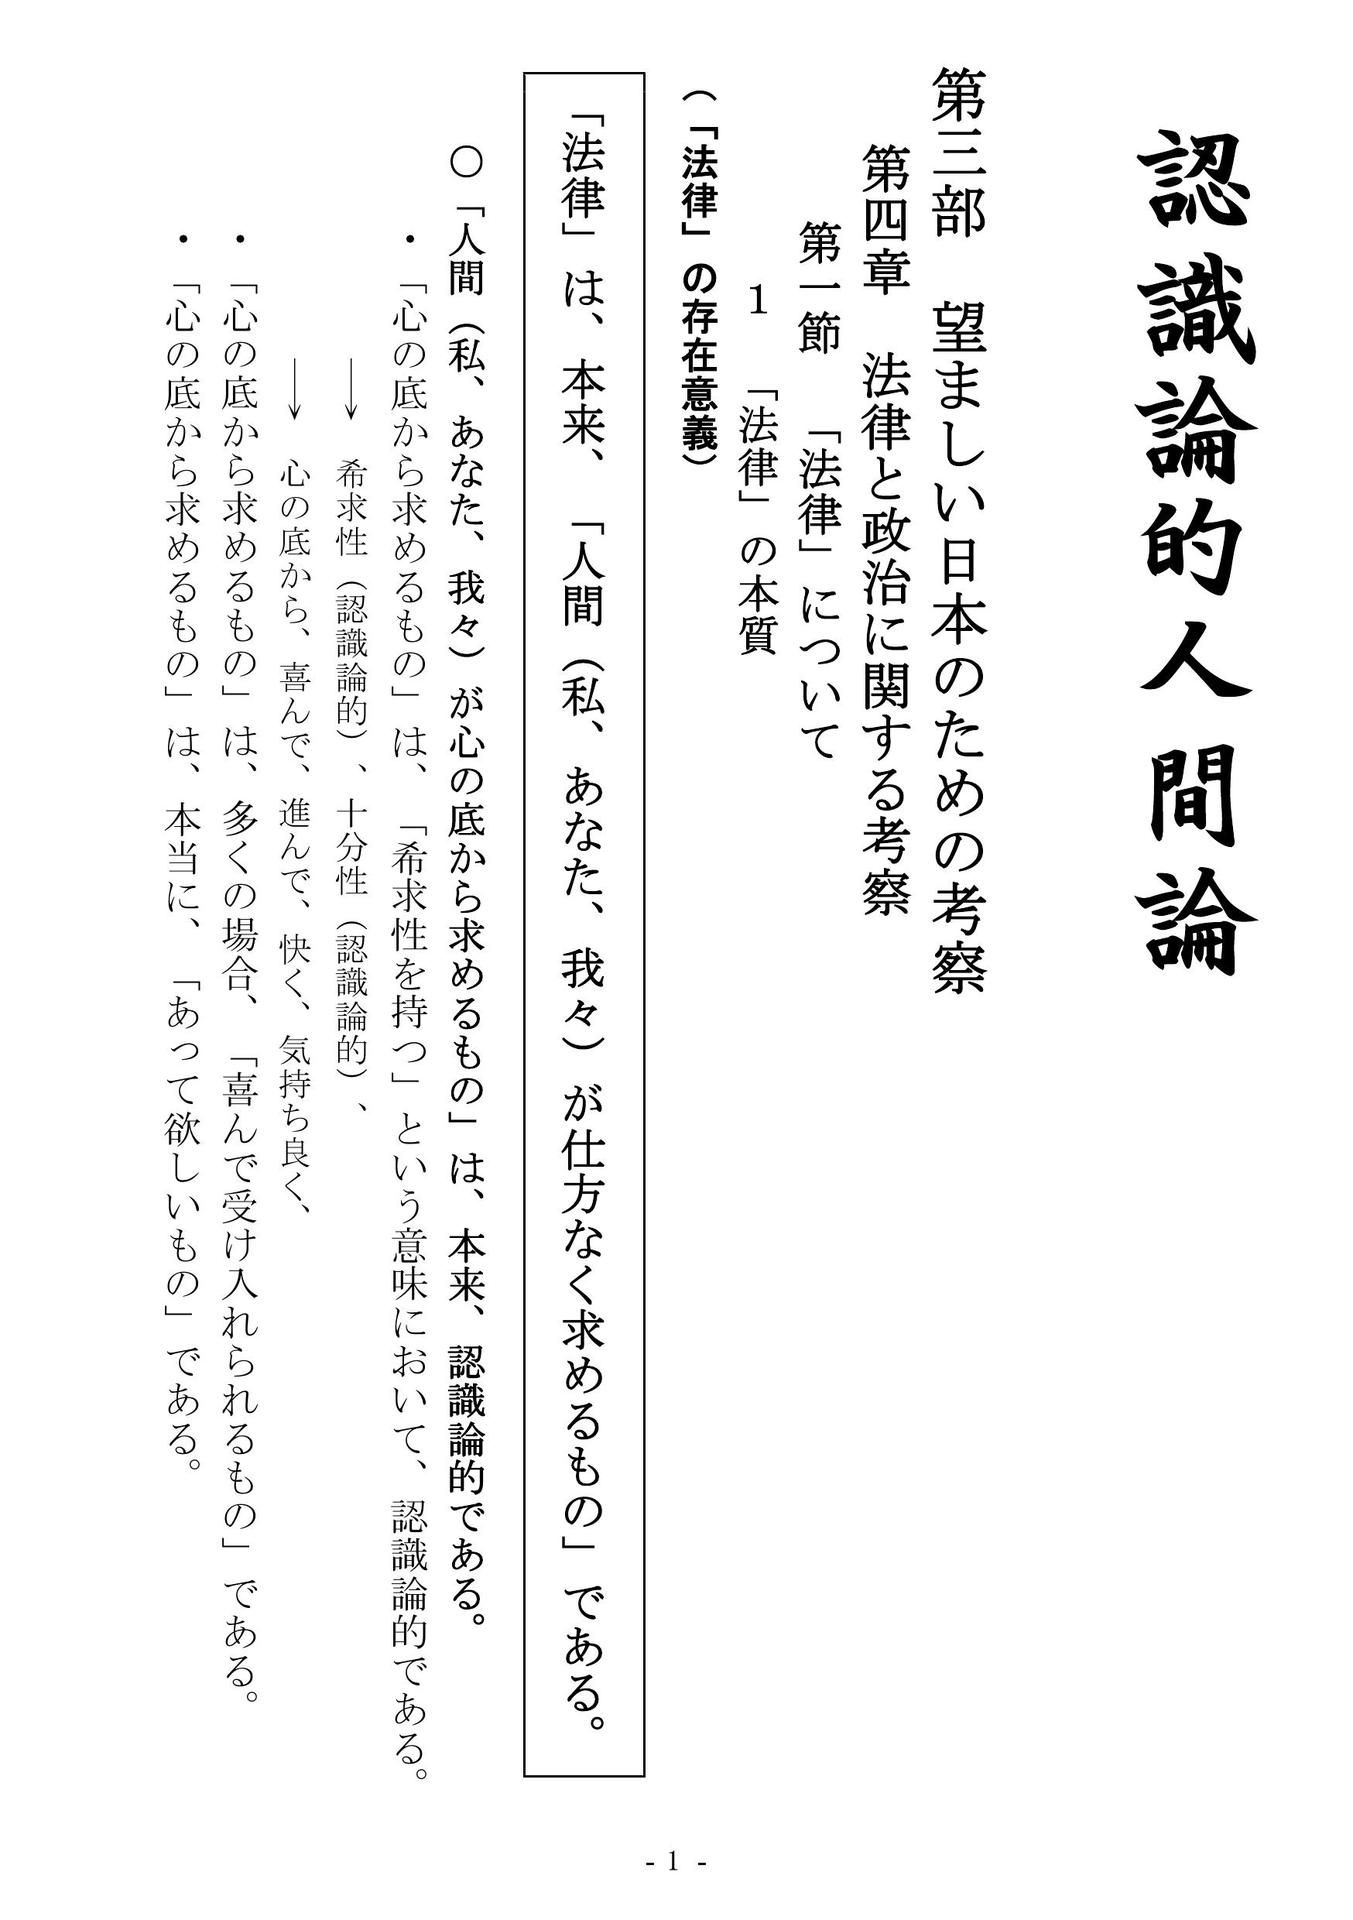 認識論的人間論
第三部　望ましい日本のための考察
第四章　法律と政治に関する考察
第一節　「法律」について
１　「法律」の本質
（「法律」の存在意義）
「法律」は、本来、「人間（私、あなた、我々）が仕方なく求めるもの」である。
〇「人間（私、あなた、我々）が心の底から求めるもの」は、本来、認識論的である。
・「心の底から求めるもの」は、「希求性を持つ」という意味において、認識論的である。
→　希求性（認識論的）、十分性（認識論的）、
→　心の底から、喜んで、進んで、快く、気持ち良く、
・「心の底から求めるもの」は、多くの場合、「喜んで受け入れられるもの」である。
・「心の底から求めるもの」は、本当に、「あって欲しいもの」である。
- 1 -